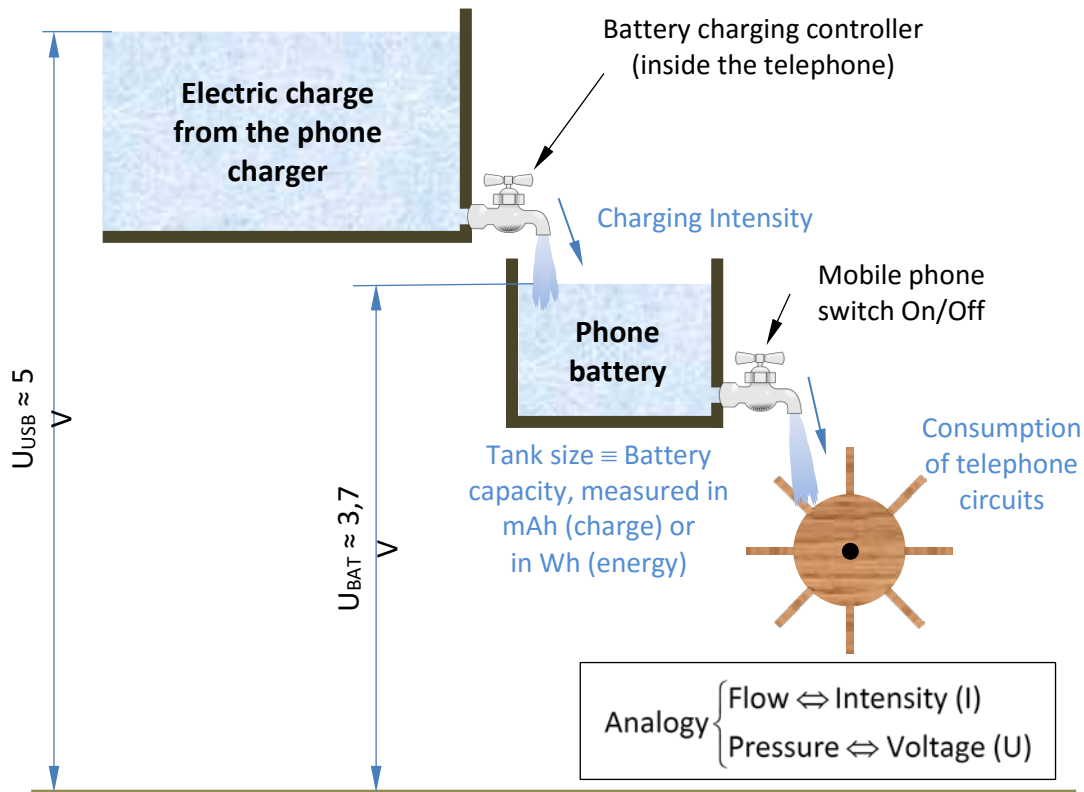 Battery charging controller
(inside the telephone)
Electric charge
from the phone
charger
Charging Intensity
Mobile phone
switch On/Off
Phone
battery
U_USB ≈ 5
V
Consumption
of telephone
circuits
Tank size ≡ Battery
capacity, measured in
mAh (charge) or
in Wh (energy)
U_BAT ≈ 3,7
V
Analogy { Flow ⇔ Intensity (I)
Pressure ⇔ Voltage (U)